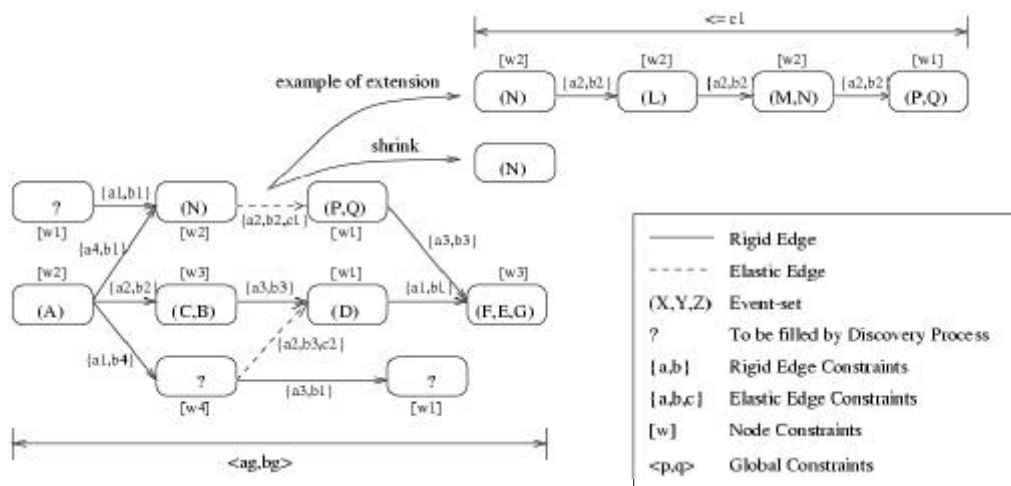 <= c1
[w2] [w2] [w2] [w1]
example of extension
(N) {a2,b2} (L) {a2,b2} (M,N) {a2,b2} (P,Q)
shrink
(N)
? {a1,b1} (N) {a2,b2,c1} (P,Q)
[w1] [w2] [w1]
{a4,b1} {a3,b3}
[w2] [w3] [w1] [w3]
(A) {a2,b2} (C,B) {a3,b3} (D) {a1,b1} (F,E,G)
{a1,b4} {a2,b3,c2}
? {a3,b1} ?
[w4] [w1]
<ag,bg>
Rigid Edge
Elastic Edge
(X,Y,Z) Event-set
? To be filled by Discovery Process
{a,b} Rigid Edge Constraints
{a,b,c} Elastic Edge Constraints
[w] Node Constraints
<p,q> Global Constraints